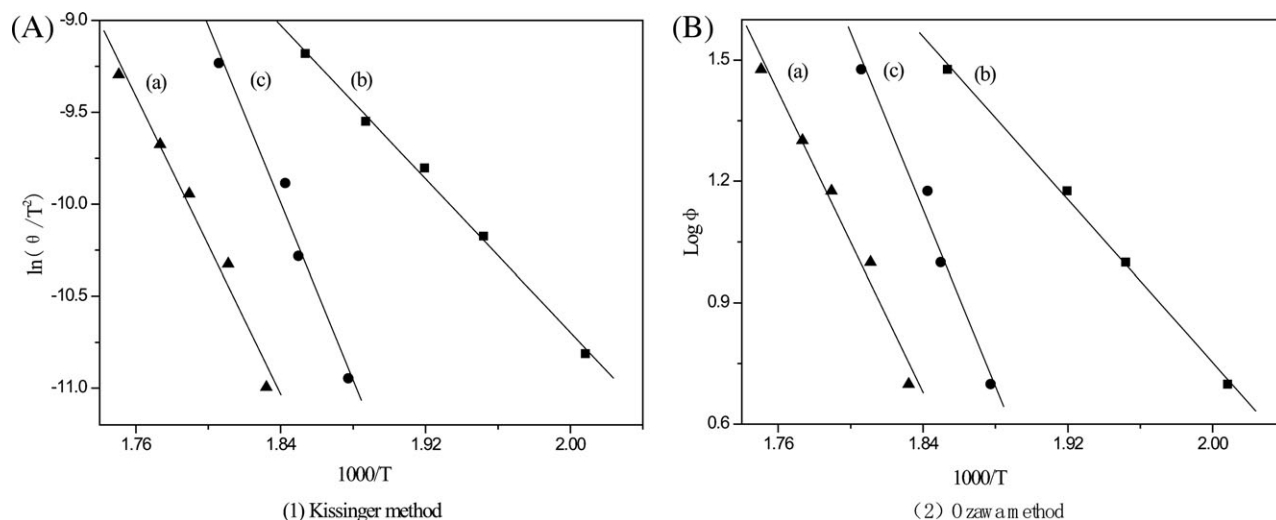 (A)
-9.0
-9.5
-10.0
-10.5
-11.0
ln( θ /T²)
(a)
(c)
(b)
1.76
1.84
1.92
2.00
1000/T
(1) Kissinger method
(B)
1.5
1.2
0.9
0.6
Log Φ
(a)
(c)
(b)
1.76
1.84
1.92
2.00
1000/T
(2) Ozawa method